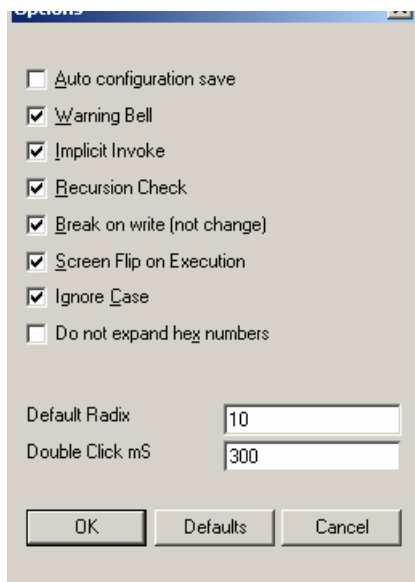 Options
Auto configuration save
Warning Bell
Implicit Invoke
Recursion Check
Break on write (not change)
Screen Flip on Execution
Ignore Case
Do not expand hex numbers
Default Radix 10
Double Click mS 300
OK Defaults Cancel